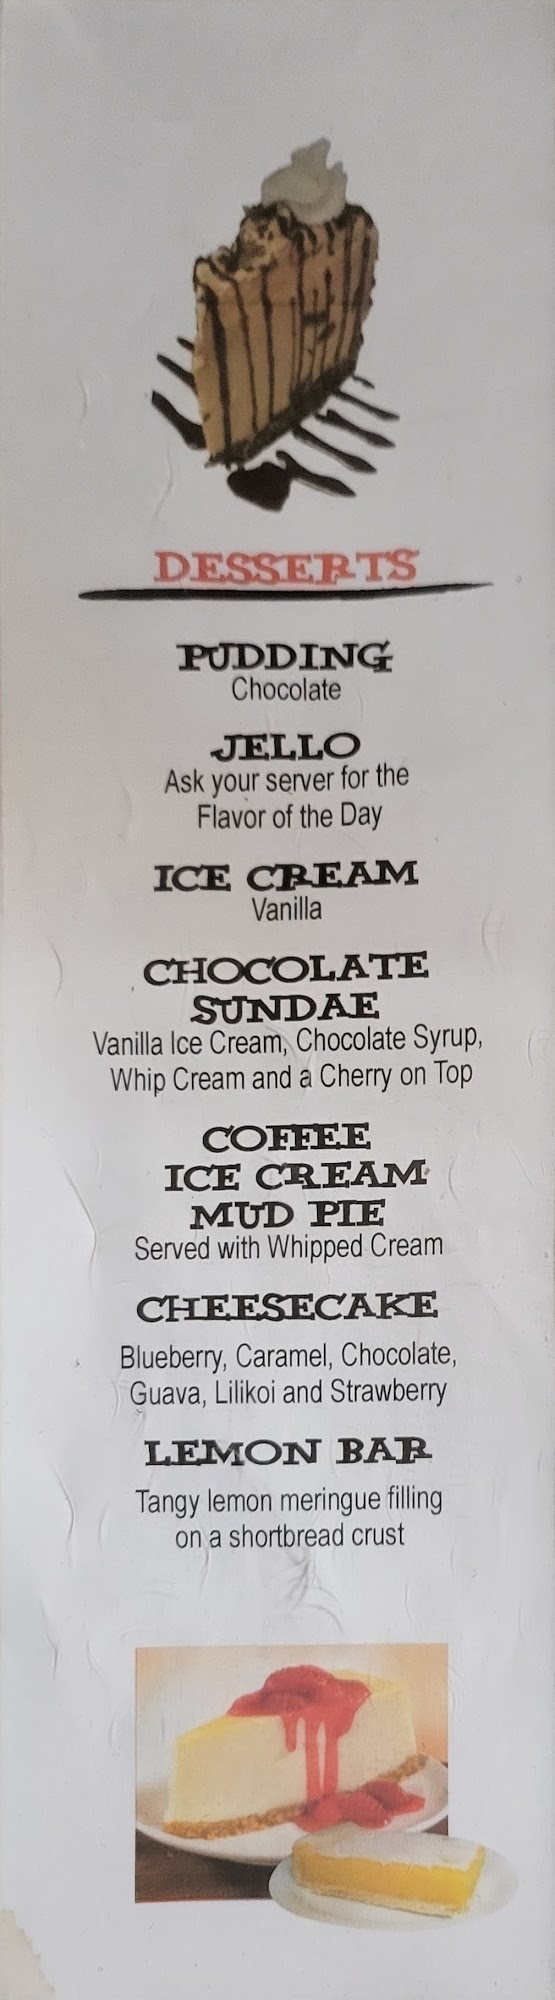 DESSERTS
PUDDING
Chocolate
JELLO
Ask your server for the
Flavor of the Day
ICE CREAM
Vanilla
CHOCOLATE
SUNDAE
Vanilla Ice Cream, Chocolate Syrup,
Whip Cream and a Cherry on Top
COFFEE
ICE CREAM
MUD PIE
Served with Whipped Cream
CHEESECAKE
Blueberry, Caramel, Chocolate,
Guava, Lilikoi and Strawberry
LEMON BAR
Tangy lemon meringue filling
on a shortbread crust